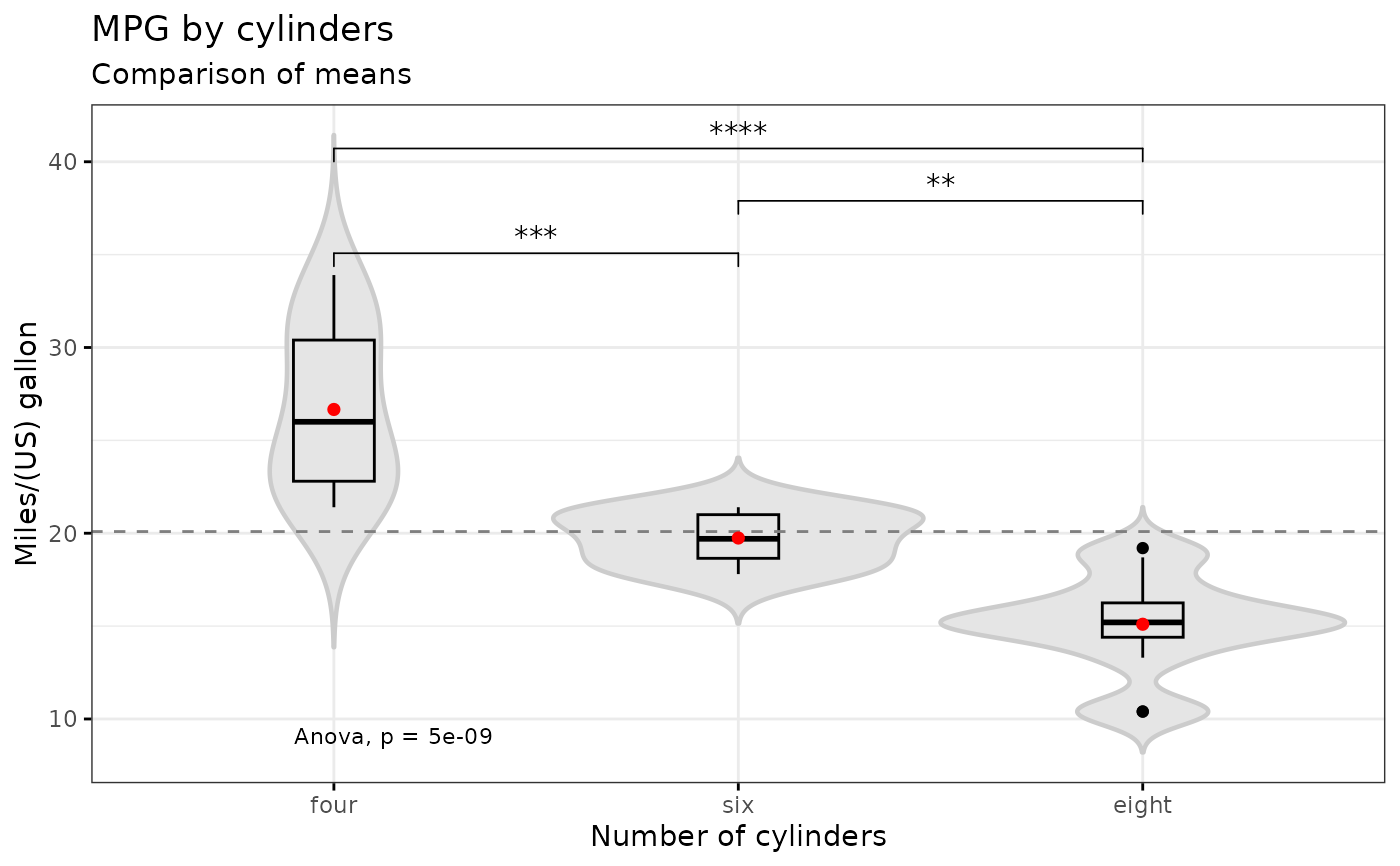 MPG by cylinders
Comparison of means
****
**
***
40
30
20
10
Miles/(US) gallon
Anova, p = 5e-09
four six eight
Number of cylinders